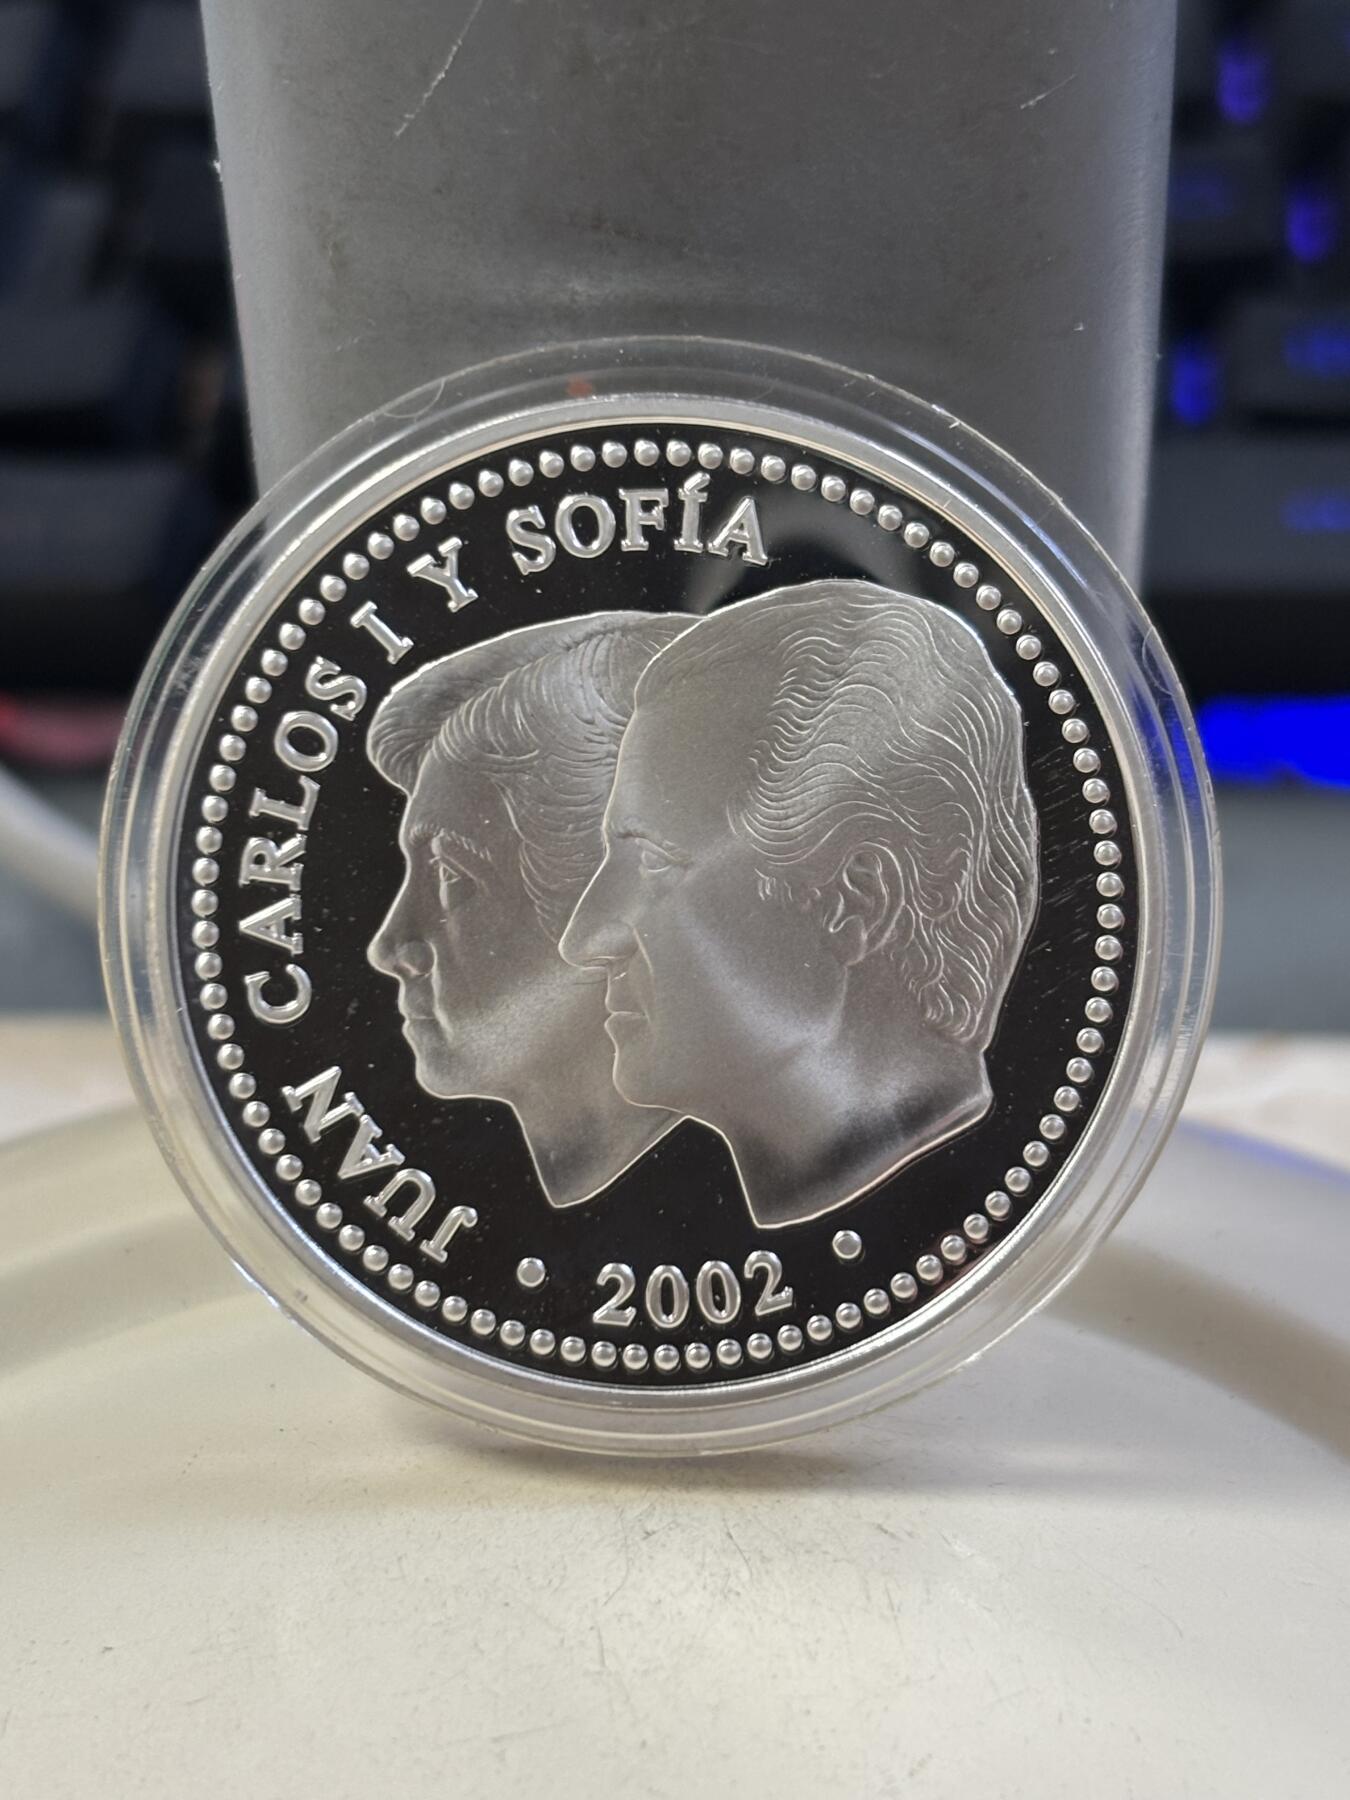 JUAN CARLOS I Y SOFÍA
• 2002 •